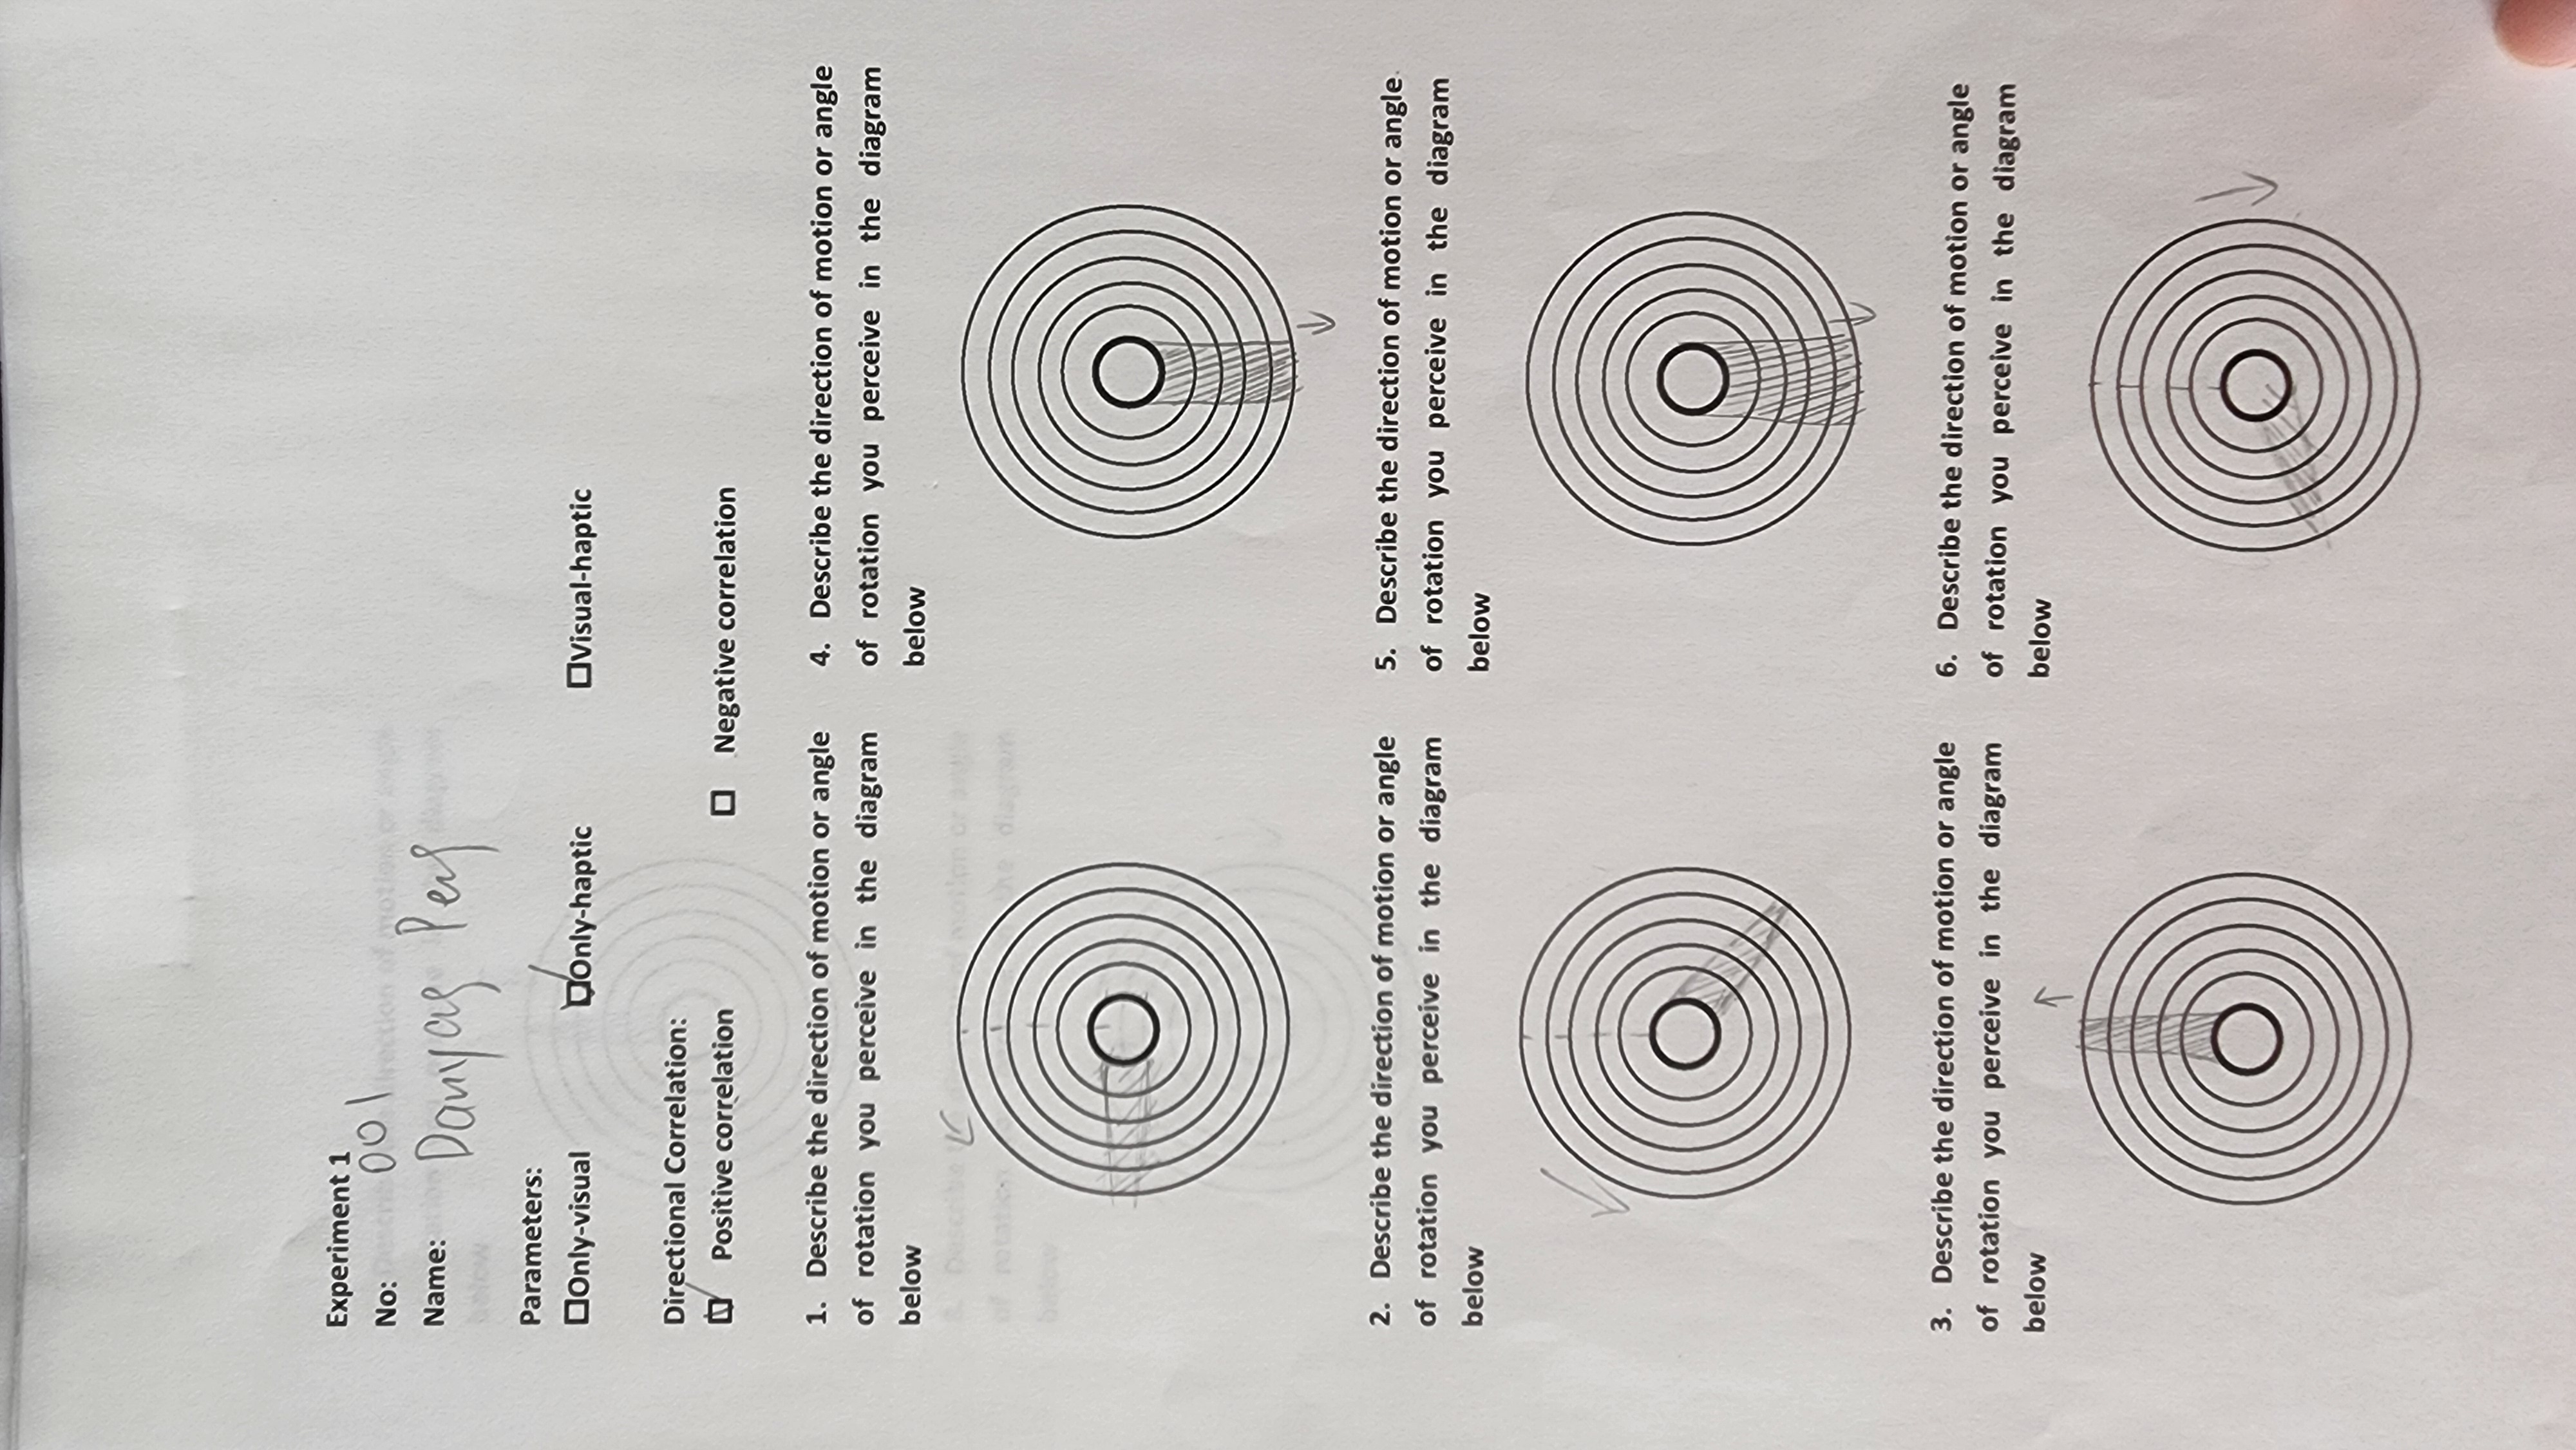 Experiment 1
No: 001
Name:
Parameters:
Only-visual Only-haptic Visual-haptic
Directional Correlation:
Positive correlation Negative correlation
1. Describe the direction of motion or angle
of rotation you perceive in the diagram
below
2. Describe the direction of motion or angle
of rotation you perceive in the diagram
below
3. Describe the direction of motion or angle
of rotation you perceive in the diagram
below
4. Describe the direction of motion or angle
of rotation you perceive in the diagram
below
5. Describe the direction of motion or angle
of rotation you perceive in the diagram
below
6. Describe the direction of motion or angle
of rotation you perceive in the diagram
below